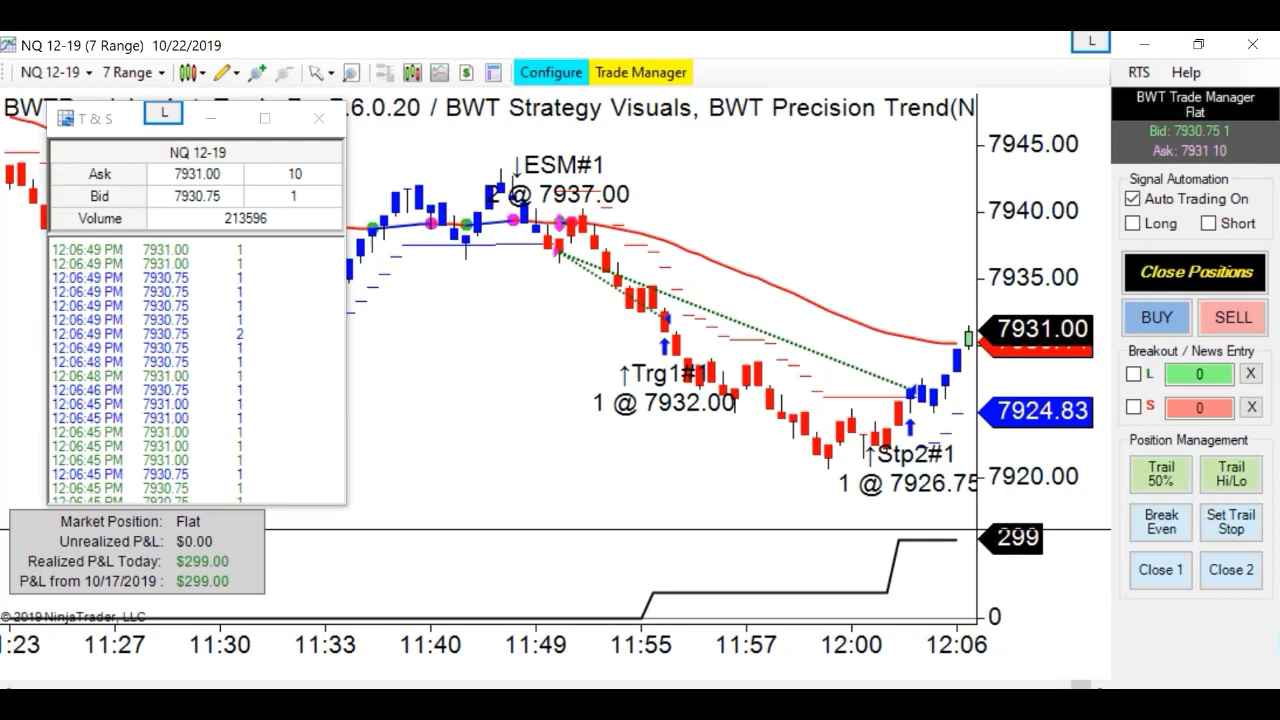 NQ 12-19 (7 Range) 10/22/2019
L
NQ 12-19 7 Range Configure Trade Manager
RTS Help
6.0.20 / BWT Strategy Visuals, BWT Precision Trend(N
T & S L
NQ 12-19
Ask 7931.00 10
Bid 7930.75 1
Volume 213596
12:06:49 PM 7931.00 1
12:06:49 PM 7931.00 1
12:06:49 PM 7930.75 1
12:06:49 PM 7930.75 1
12:06:49 PM 7930.75 1
12:06:49 PM 7930.75 1
12:06:49 PM 7930.75 2
12:06:49 PM 7930.75 1
12:06:48 PM 7930.75 1
12:06:48 PM 7931.00 1
12:06:46 PM 7930.75 1
12:06:45 PM 7931.00 1
12:06:45 PM 7931.00 1
12:06:45 PM 7931.00 1
12:06:45 PM 7931.00 1
12:06:45 PM 7931.00 1
12:06:45 PM 7930.75 1
12:06:45 PM 7930.75 1
Market Position: Flat
Unrealized P&L: $0.00
Realized P&L Today: $299.00
P&L from 10/17/2019 : $299.00
© 2019 NinjaTrader, LLC
↓ESM#1
2 @ 7937.00
↑Trg1#1
1 @ 7932.00
↑Stp2#1
1 @ 7926.75
7945.00
7940.00
7935.00
7931.00
7924.83
7920.00
299
0
:23 11:27 11:30 11:33 11:40 11:49 11:55 11:57 12:00 12:06
BWT Trade Manager
Flat
Bid: 7930.75 1
Ask: 7931 10
Signal Automation
Auto Trading On
Long Short
Close Positions
BUY SELL
Breakout / News Entry
L 0 X
S 0 X
Position Management
Trail 50% Trail Hi/Lo
Break Even Set Trail Stop
Close 1 Close 2